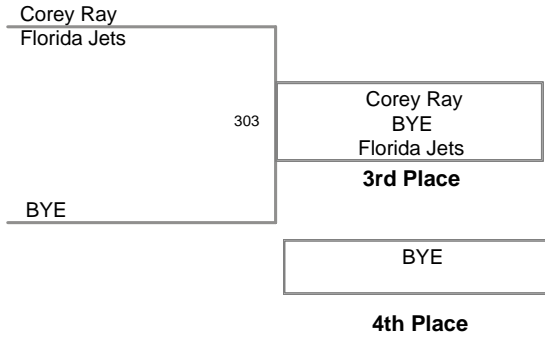 Corey Ray
Florida Jets
303
Corey Ray
BYE
Florida Jets
3rd Place
BYE
BYE
4th Place